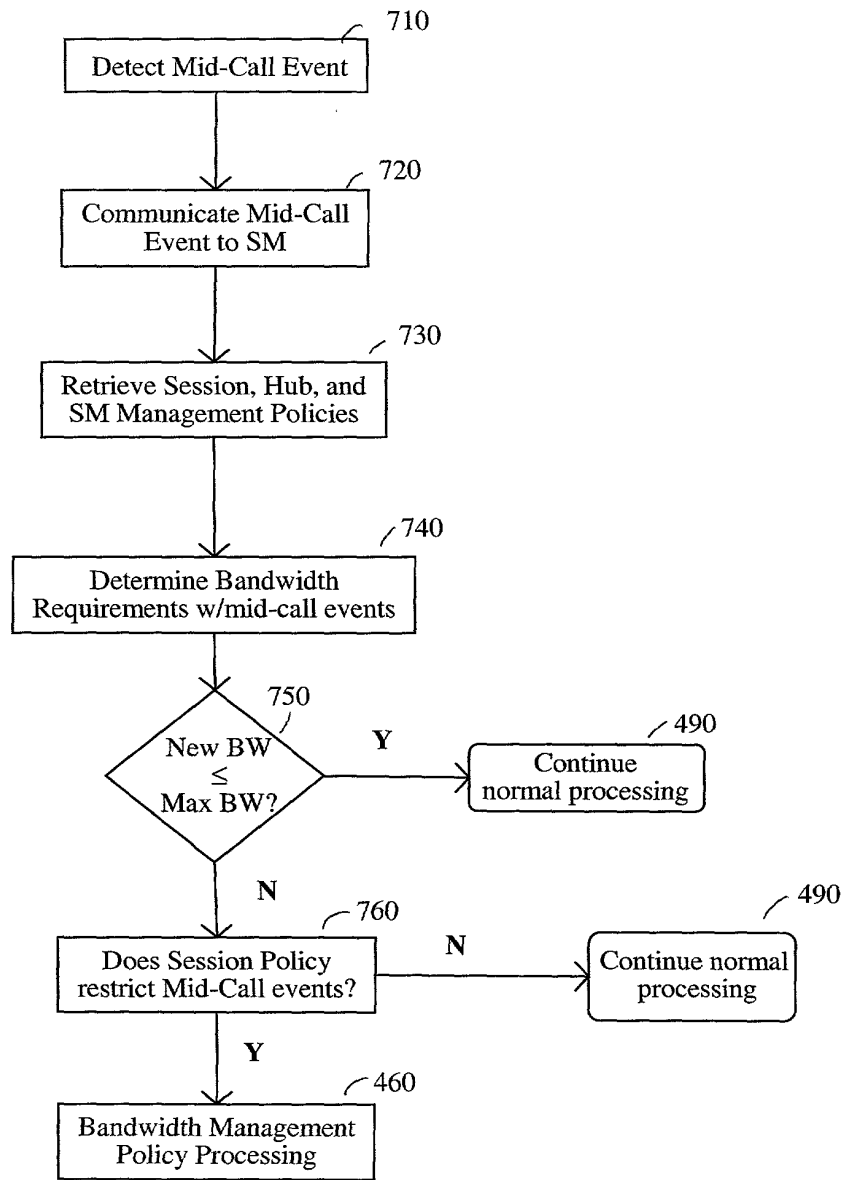 710
Detect Mid-Call Event
720
Communicate Mid-Call
Event to SM
730
Retrieve Session, Hub, and
SM Management Policies
740
Determine Bandwidth
Requirements w/mid-call events
750
New BW
≤
Max BW?
Y
490
Continue
normal processing
N
760
Does Session Policy
restrict Mid-Call events?
N
490
Continue normal
processing
Y
460
Bandwidth Management
Policy Processing